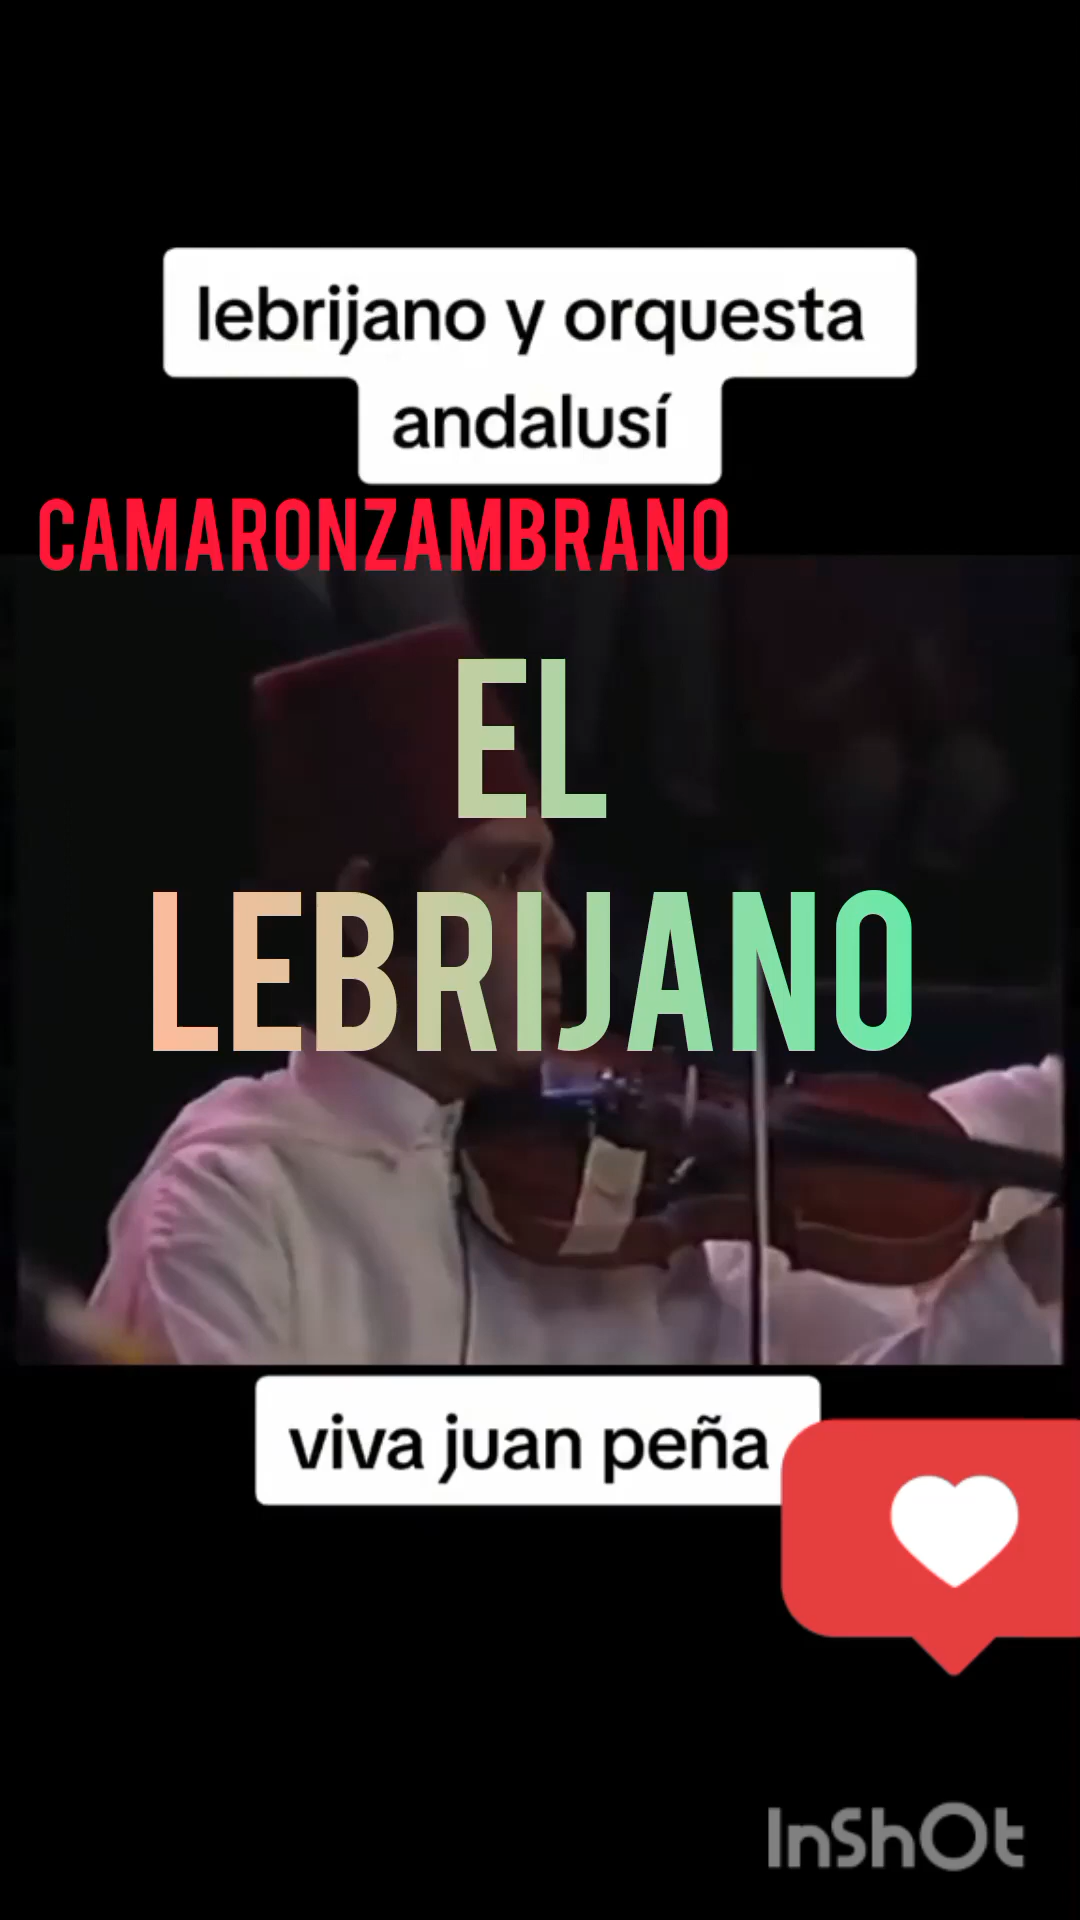 lebrijano y orquesta
andalusí
CAMARONZAMBRANO
EL
LEBRIJANO
viva juan peña
InShOt